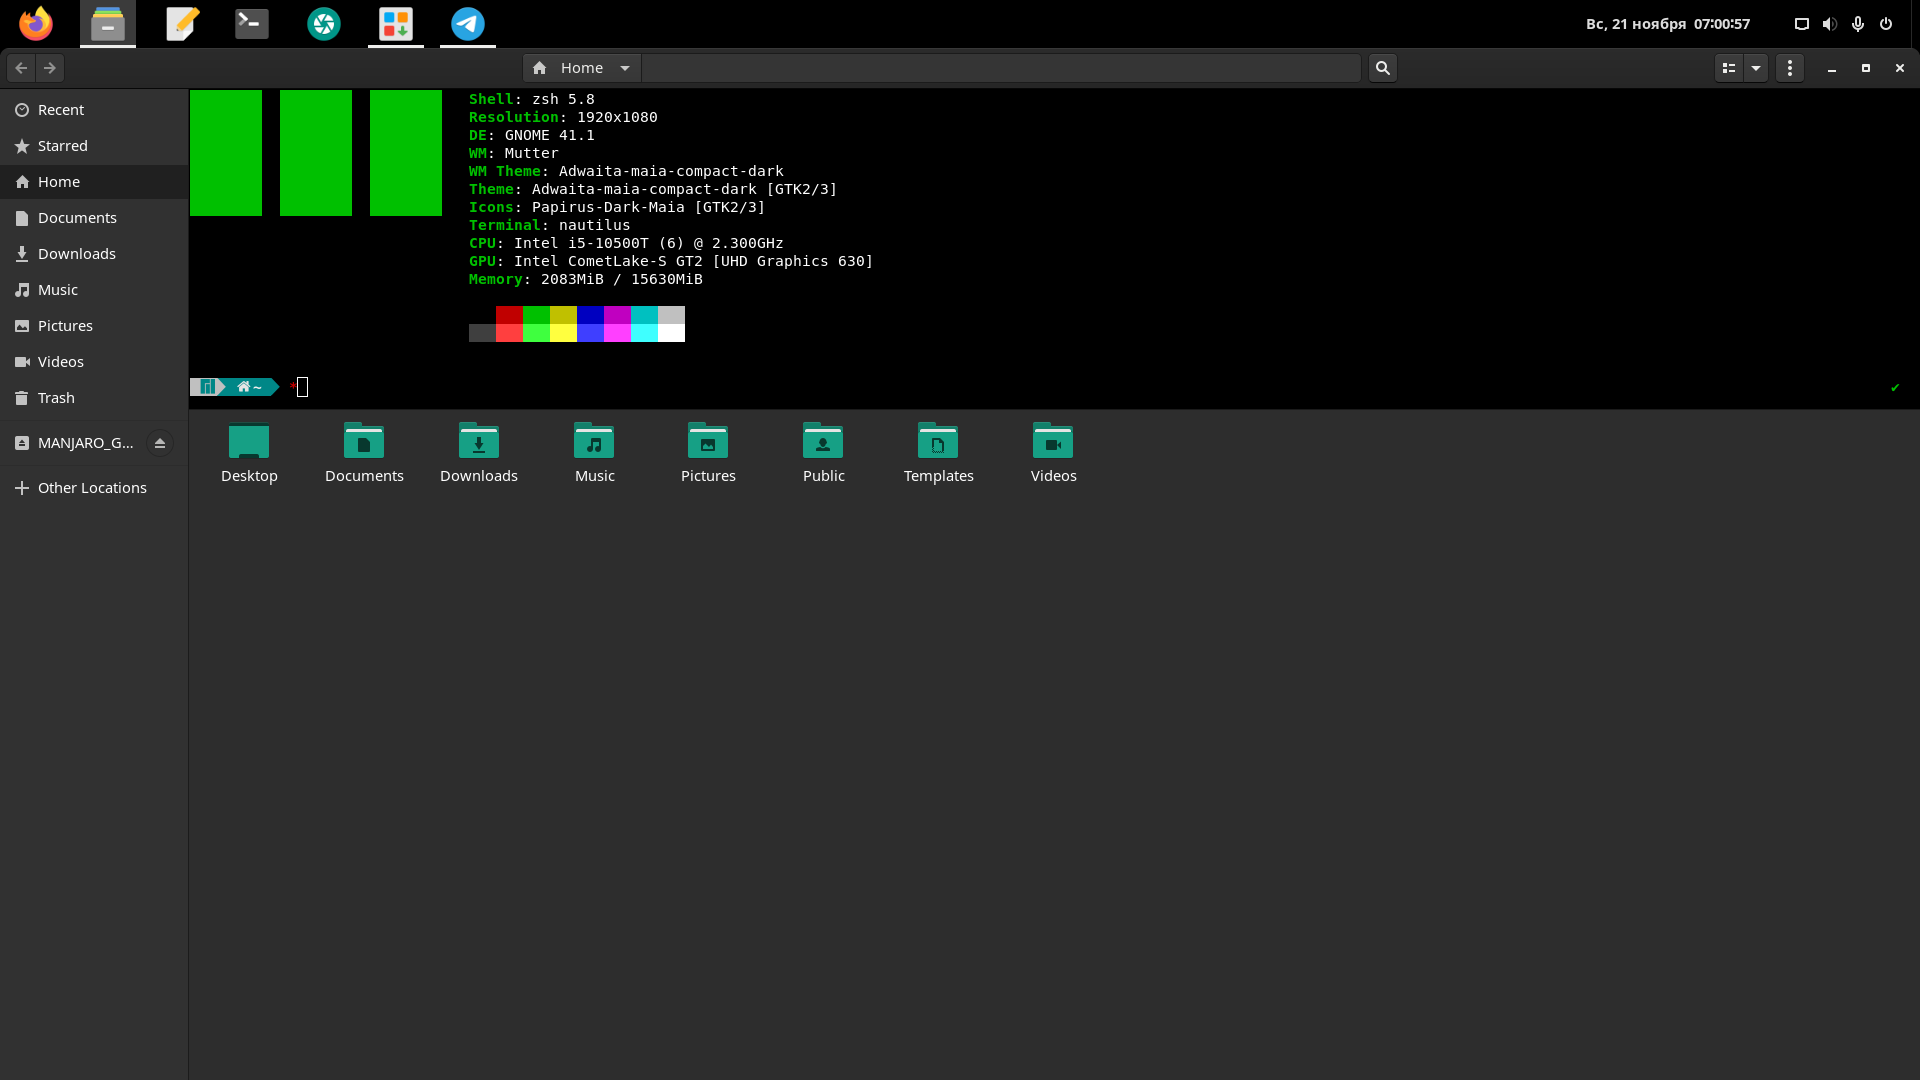 Вс, 21 ноября 07:00:57
Home
Recent
Starred
Home
Documents
Downloads
Music
Pictures
Videos
Trash
MANJARO_G...
Other Locations
Shell: zsh 5.8
Resolution: 1920x1080
DE: GNOME 41.1
WM: Mutter
WM Theme: Adwaita-maia-compact-dark
Theme: Adwaita-maia-compact-dark [GTK2/3]
Icons: Papirus-Dark-Maia [GTK2/3]
Terminal: nautilus
CPU: Intel i5-10500T (6) @ 2.300GHz
GPU: Intel CometLake-S GT2 [UHD Graphics 630]
Memory: 2083MiB / 15630MiB
~ *
Desktop
Documents
Downloads
Music
Pictures
Public
Templates
Videos